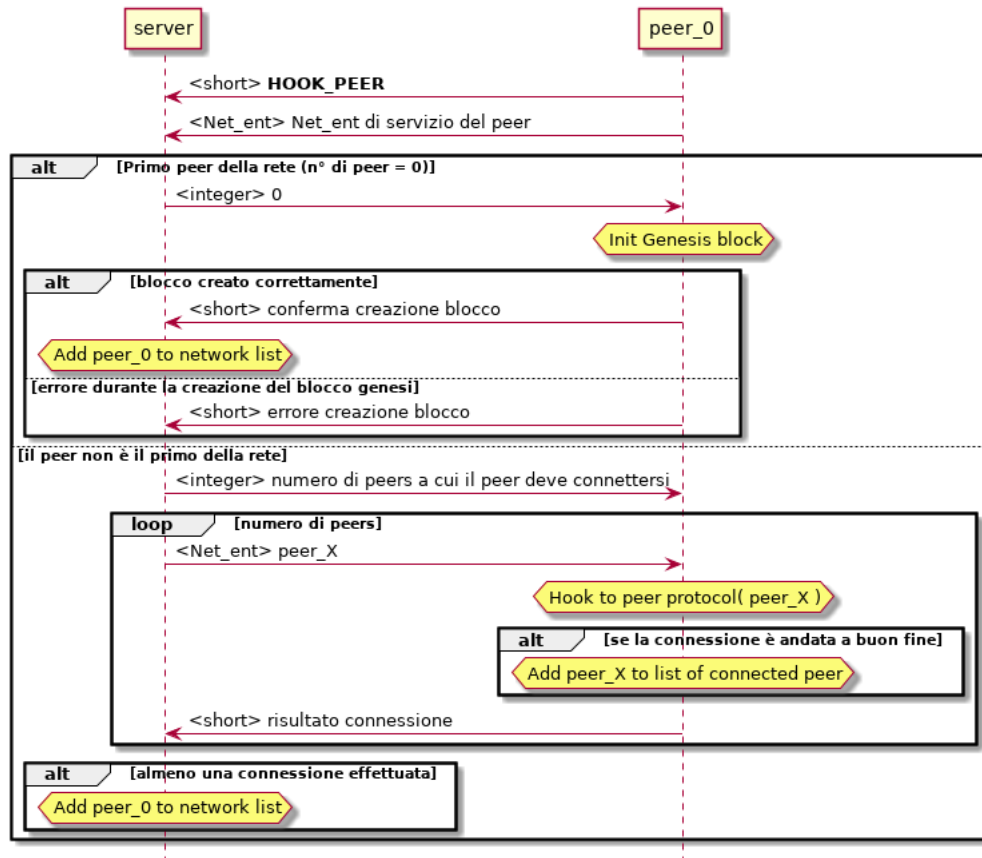 server
peer_0
<short> HOOK_PEER
<Net_ent> Net_ent di servizio del peer
alt
[Primo peer della rete (n° di peer = 0)]
<integer> 0
Init Genesis block
alt
[blocco creato correttamente]
<short> conferma creazione blocco
Add peer_0 to network list
[errore durante la creazione del blocco genesi]
<short> errore creazione blocco
[il peer non è il primo della rete]
<integer> numero di peers a cui il peer deve connettersi
loop
[numero di peers]
<Net_ent> peer_X
Hook to peer protocol( peer_X )
alt
[se la connessione è andata a buon fine]
Add peer_X to list of connected peer
<short> risultato connessione
alt
[almeno una connessione effettuata]
Add peer_0 to network list